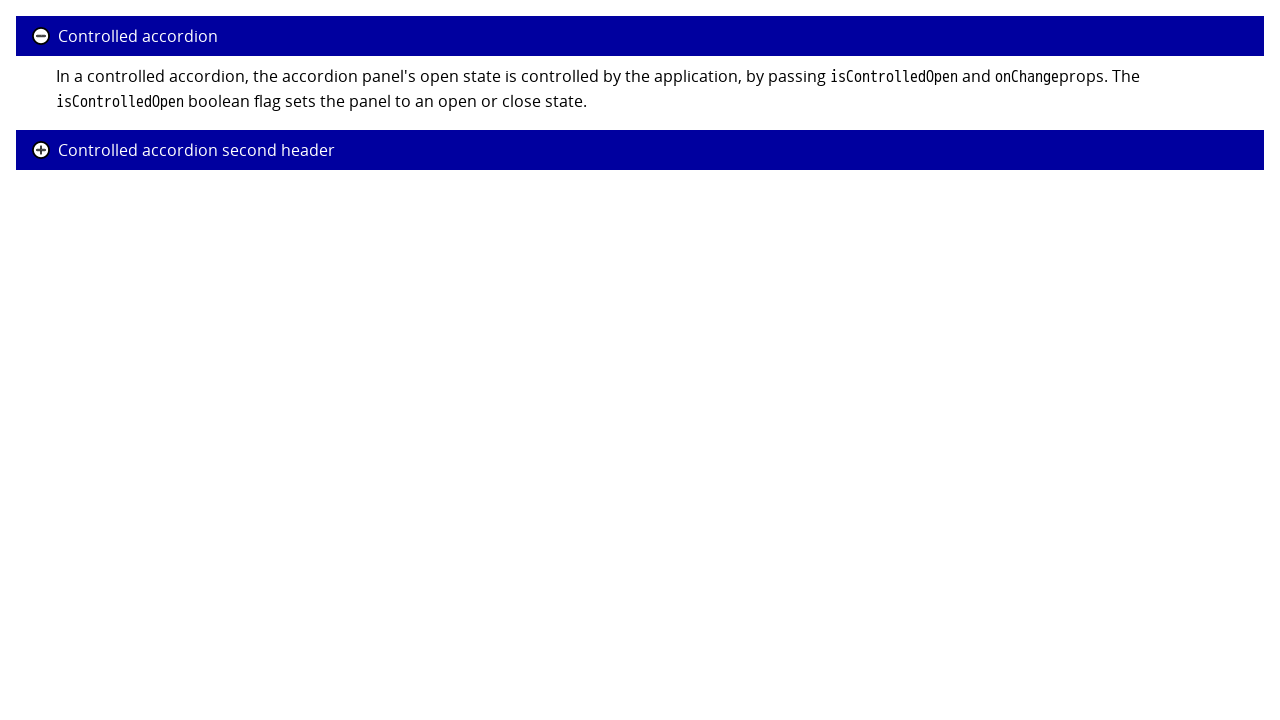 Controlled accordion
In a controlled accordion, the accordion panel's open state is controlled by the application, by passing isControlledOpen and onChangeprops. The
isControlledOpen boolean flag sets the panel to an open or close state.
Controlled accordion second header